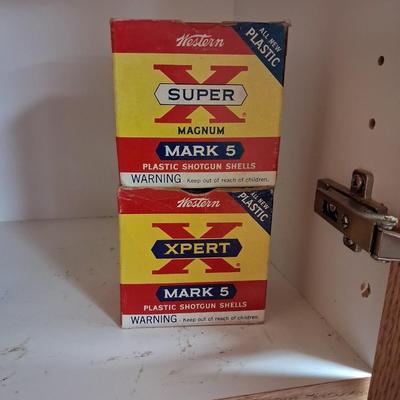 Western
ALL NEW
PLASTIC
X
SUPER
®
MAGNUM
MARK 5
PLASTIC SHOTGUN SHELLS
WARNING - Keep out of reach of children.
Western
ALL NEW
PLASTIC
X
XPERT
®
MARK 5
PLASTIC SHOTGUN SHELLS
WARNING - Keep out of reach of children.